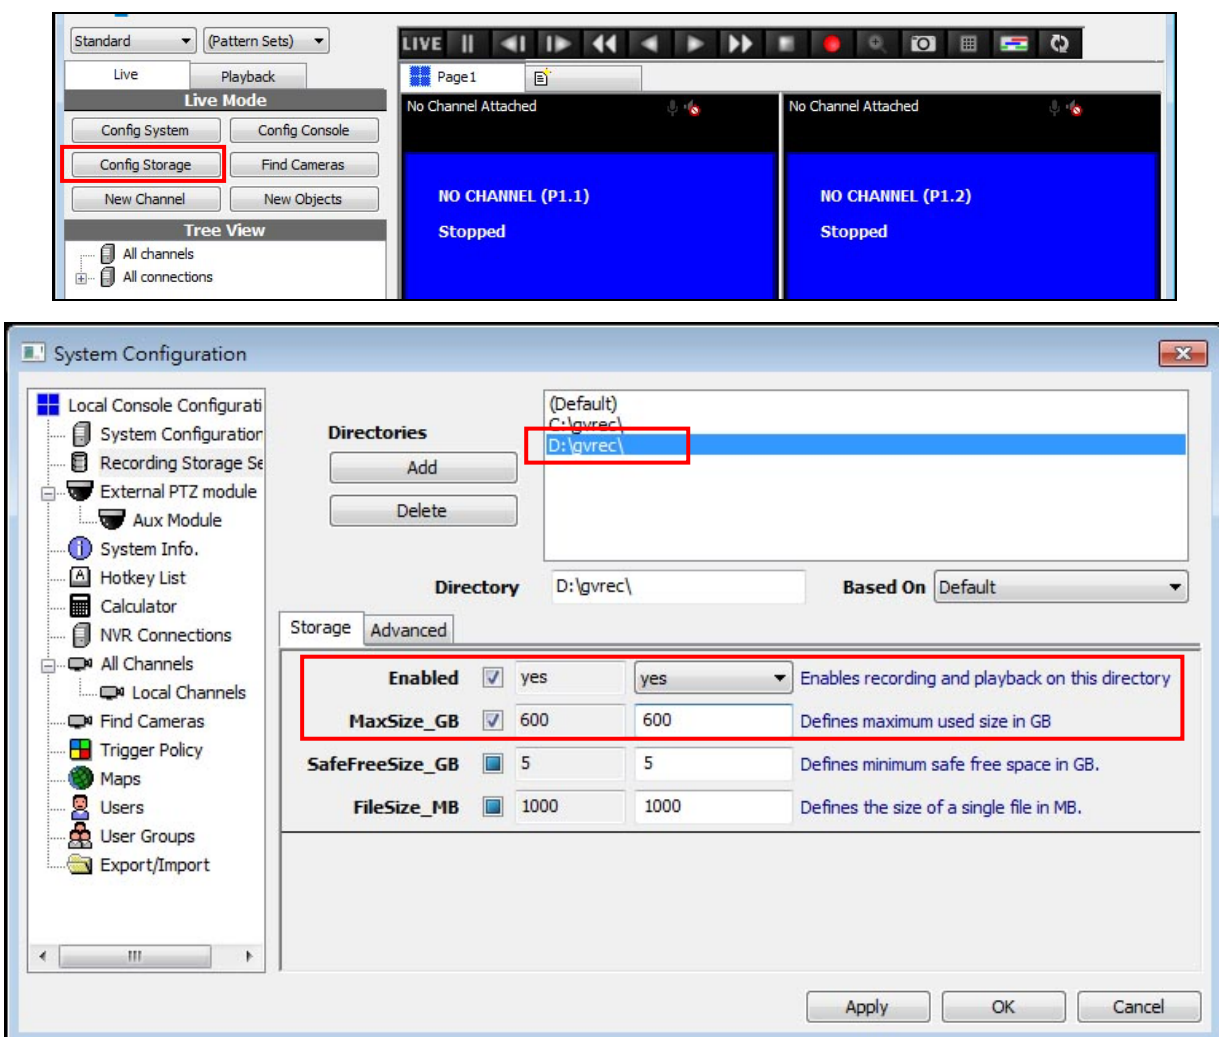 Standard (Pattern Sets) LIVE
Live Playback Page1
Live Mode
No Channel Attached No Channel Attached
Config System Config Console
Config Storage Find Cameras
New Channel New Objects
NO CHANNEL (P1.1) NO CHANNEL (P1.2)
Stopped Stopped
Tree View
All channels
All connections
System Configuration
Local Console Configurati
System Configuration
Recording Storage Se
External PTZ module
Aux Module
System Info.
Hotkey List
Calculator
NVR Connections
All Channels
Local Channels
Find Cameras
Trigger Policy
Maps
Users
User Groups
Export/Import
Directories
Add
Delete
(Default)
C:\gvrec\
D:\gvrec\
Directory D:\gvrec\ Based On Default
Storage Advanced
Enabled yes yes Enables recording and playback on this directory
MaxSize_GB 600 600 Defines maximum used size in GB
SafeFreeSize_GB 5 5 Defines minimum safe free space in GB.
FileSize_MB 1000 1000 Defines the size of a single file in MB.
Apply OK Cancel